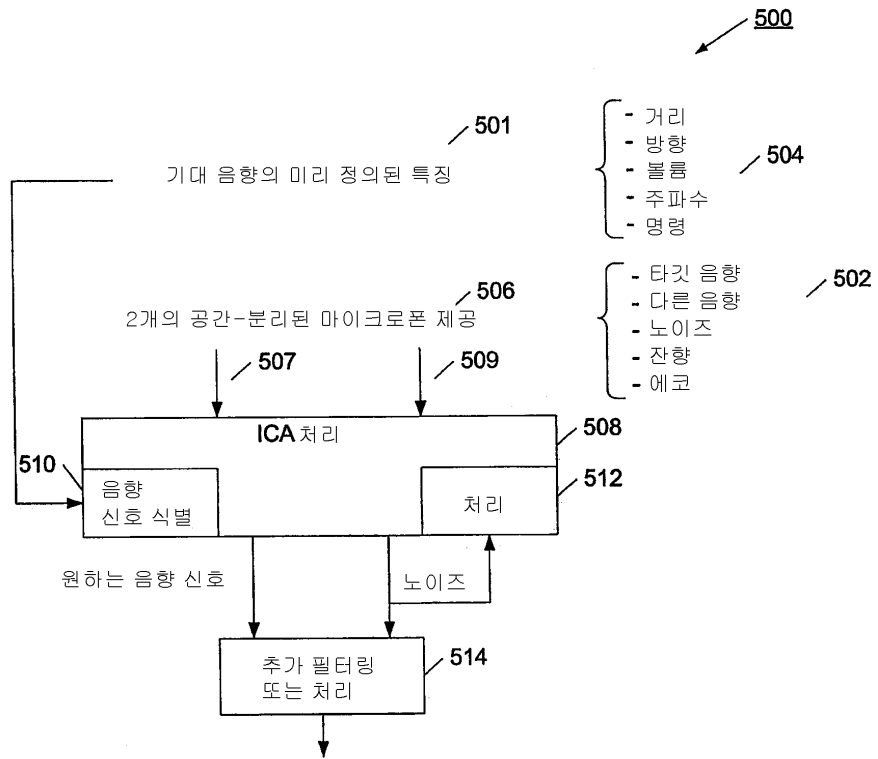 500
501
기대 음향의 미리 정의된 특징
- 거리
- 방향
- 볼륨
- 주파수
- 명령
504
506
2개의 공간-분리된 마이크로폰 제공
- 타깃 음향
- 다른 음향
- 노이즈
- 잔향
- 에코
502
507
509
ICA 처리
508
510
음향
신호 식별
처리
512
원하는 음향 신호
노이즈
추가 필터링
또는 처리
514